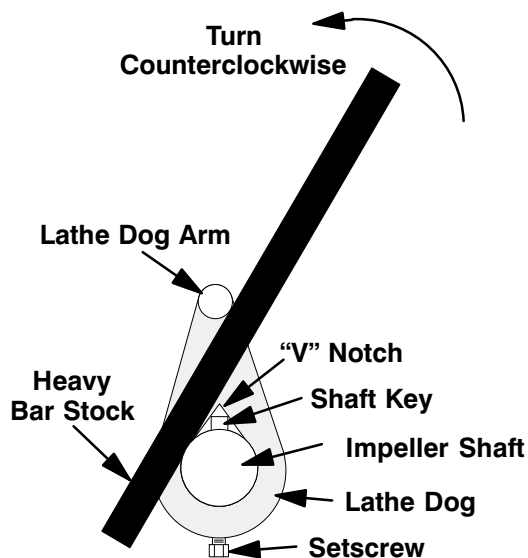 Turn
Counterclockwise
Lathe Dog Arm
“V” Notch
Heavy
Bar Stock
Shaft Key
Impeller Shaft
Lathe Dog
Setscrew